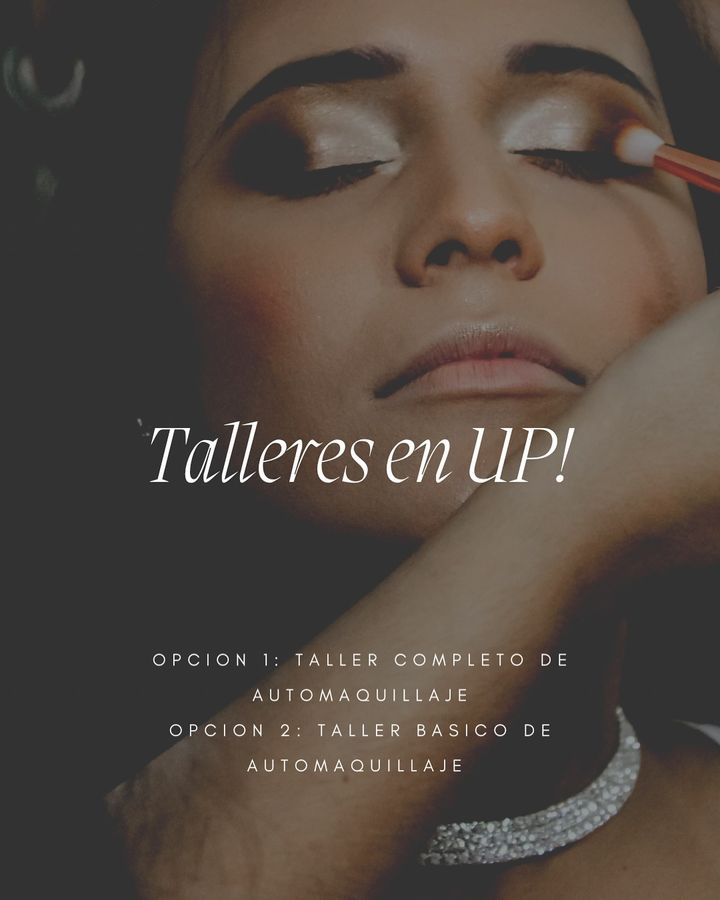 Talleres en UP!
OPCION 1: TALLER COMPLETO DE
AUTOMAQUILLAJE
OPCION 2: TALLER BASICO DE
AUTOMAQUILLAJE